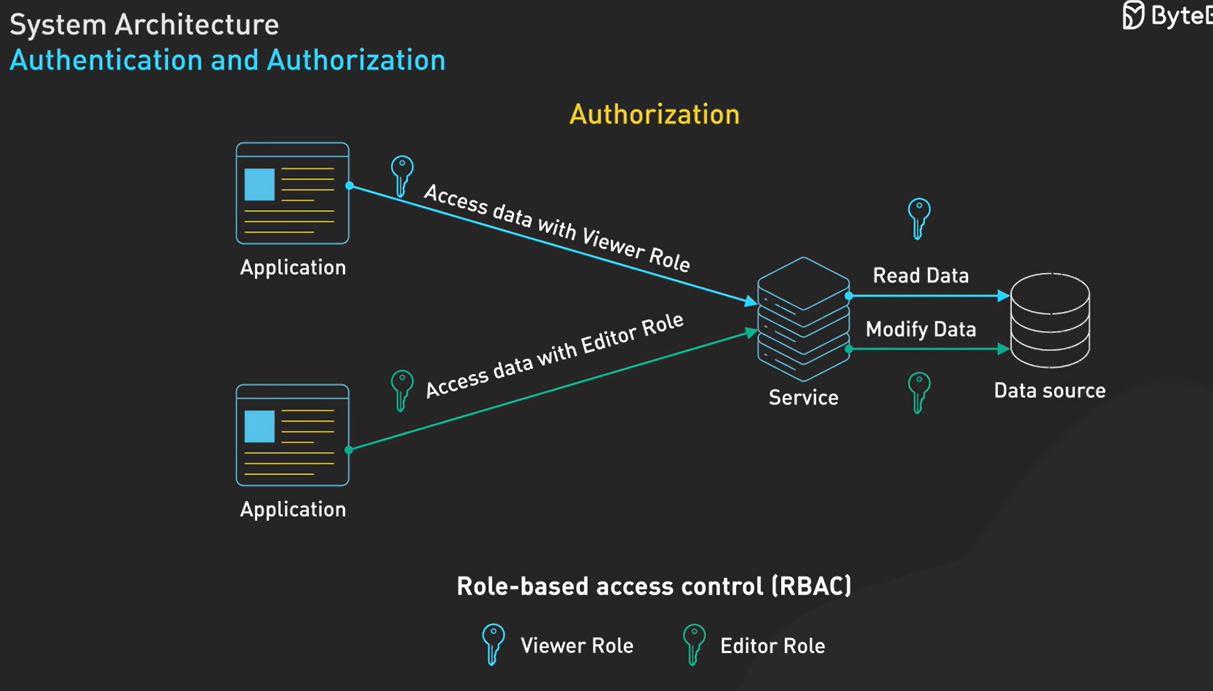 System Architecture
Authentication and Authorization
Authorization
Access data with Viewer Role
Application
Read Data
Modify Data
Access data with Editor Role
Service
Data source
Application
Role-based access control (RBAC)
Viewer Role
Editor Role